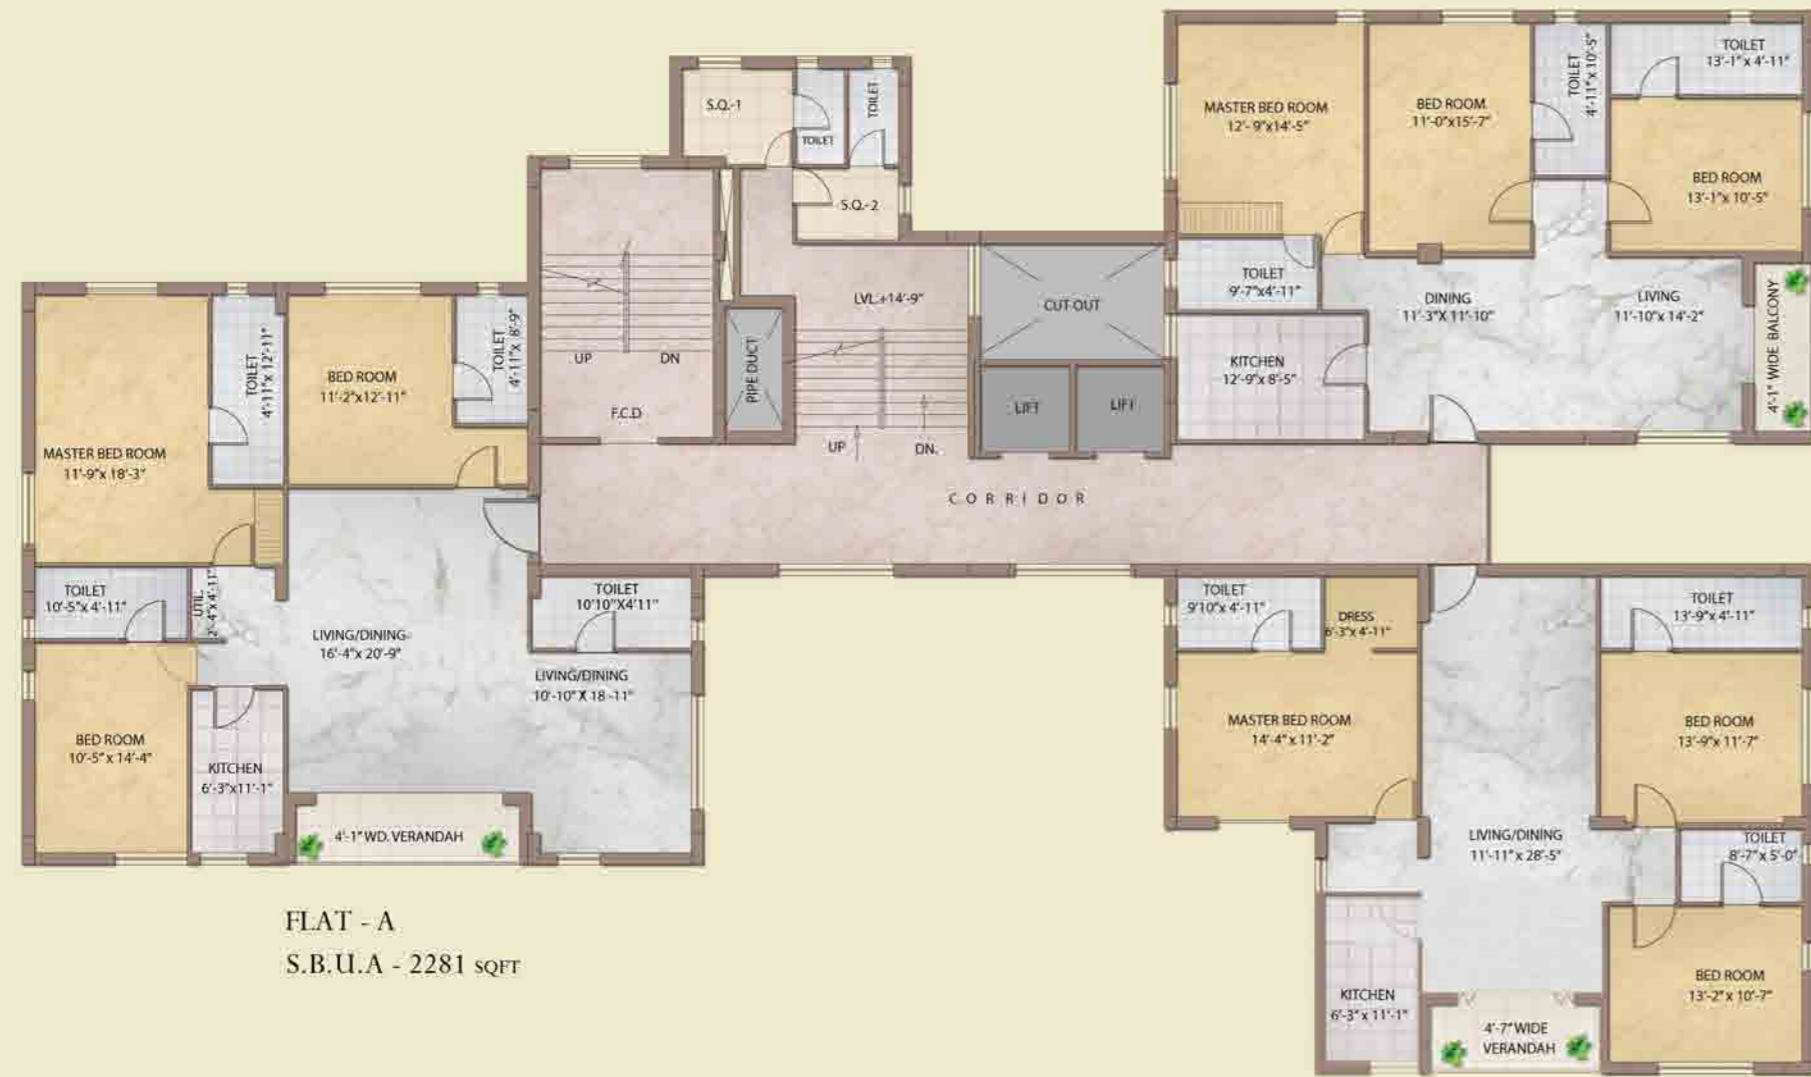 MASTER BED ROOM
11'-9"x 18'-3"
TOILET
4'-11"x 12'-11"
BED ROOM
11'-2"x12'-11"
TOILET
4'-11"x 8'-9"
TOILET
10'-5"x 4'-11"
UTIL.
2'-4"x 4'-11"
BED ROOM
10'-5"x 14'-4"
KITCHEN
6'-3"x11'-1"
LIVING/DINING
16'-4"x 20'-9"
TOILET
10'10"X4'11"
LIVING/DINING
10'-10" X 18 -11"
4'-1" WD. VERANDAH
FLAT - A
S.B.U.A - 2281 SQFT
S.Q.-1
TOILET
TOILET
S.Q.-2
UP
DN
F.C.D
PIPE DUCT
LVL.+14'-9"
UP
DN.
CUT-OUT
LIFT
LIFT
CORRIDOR
MASTER BED ROOM
12'- 9"x14'-5"
BED ROOM
11'-0"x15'-7"
TOILET
4'-11"x 10'-5"
TOILET
13'-1" x 4'-11"
BED ROOM
13'-1"x 10'-5"
TOILET
9'-7"x4'-11"
KITCHEN
12'-9"x 8'-5"
DINING
11'-3"X 11'-10"
LIVING
11'-10"x 14'-2"
4'-1" WIDE BALCONY
TOILET
9'10"x 4'-11"
DRESS
6'-3"x 4'-11"
TOILET
13'-9"x 4'-11"
MASTER BED ROOM
14'-4"x 11'-2"
BED ROOM
13'-9"x 11'-7"
LIVING/DINING
11'-11"x 28'-5"
TOILET
8'-7"x 5'-0"
KITCHEN
6'-3"x 11'-1"
BED ROOM
13'-2"x 10'-7"
4'-7" WIDE
VERANDAH